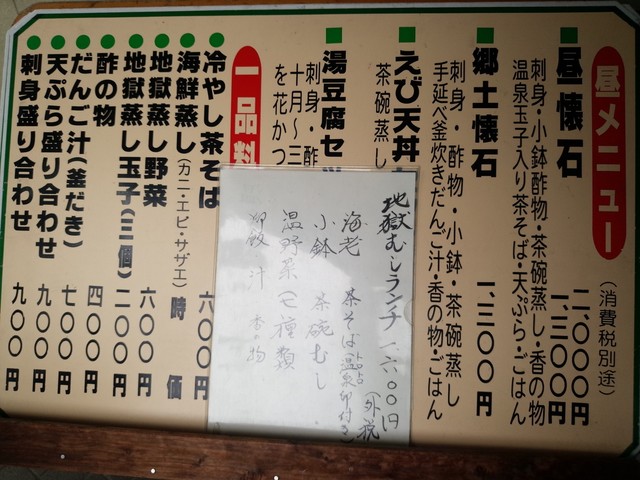 昼メニュー
(消費税別途)
昼懐石
二、〇〇〇円
一、三〇〇円
刺身・小鉢酢物・茶碗蒸し・香の物
温泉玉子入り茶そば・天ぷら・ごはん
郷土懐石
一、三〇〇円
刺身・酢物・小鉢・茶碗蒸し
手延べ釜炊きだんご汁・香の物・ごはん
えび天丼
茶碗蒸し
湯豆腐セ
刺身・酢
十月〜三
を花かつ
一品料
冷やし茶そば 六〇〇円
海鮮蒸し(カニ・エビ・サザエ) 時価
地獄蒸し野菜 六〇〇円
地獄蒸し玉子(三個) 二〇〇円
酢の物 四〇〇円
だんご汁(釜だき) 七〇〇円
天ぷら盛り合わせ 九〇〇円
刺身盛り合わせ 九〇〇円
地獄むしランチ 一、六〇〇円
(外税)
海老 茶そば 温泉卵付き
小鉢 茶碗むし
温野菜(七種類)
御飯 汁 香の物